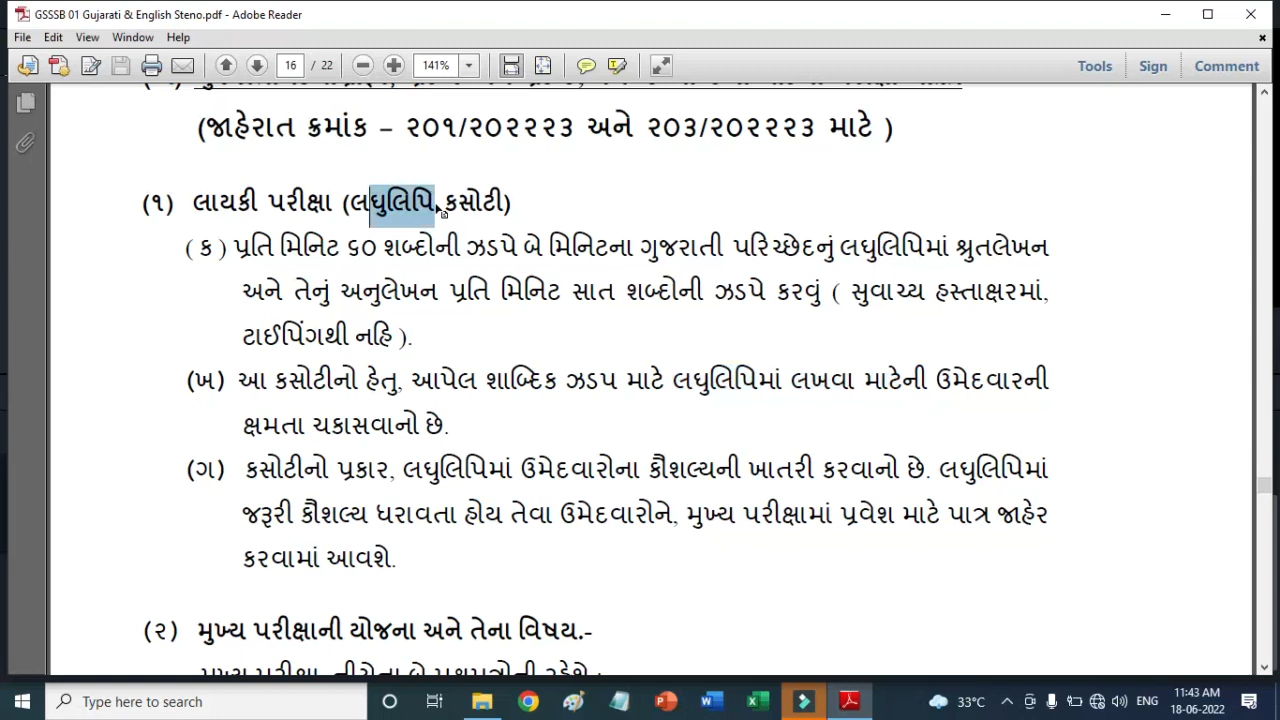 GSSSB 01 Gujarati & English Steno.pdf - Adobe Reader
File Edit View Window Help
16 / 22 141% Tools Sign Comment
(જાહેરાત ક્રમાંક – ૨૦૧/૨૦૨૨૨૩ અને ૨૦૩/૨૦૨૨૨૩ માટે )
(૧) લાયકી પરીક્ષા (લઘુલિપિ કસોટી)
( ક ) પ્રતિ મિનિટ ૬૦ શબ્દોની ઝડપે બે મિનિટના ગુજરાતી પરિચ્છેદનું લઘુલિપિમાં શ્રુતલેખન
અને તેનું અનુલેખન પ્રતિ મિનિટ સાત શબ્દોની ઝડપે કરવું ( સુવાચ્ય હસ્તાક્ષરમાં,
ટાઈપિંગથી નહિ ).
(ખ) આ કસોટીનો હેતુ, આપેલ શાબ્દિક ઝડપ માટે લઘુલિપિમાં લખવા માટેની ઉમેદવારની
ક્ષમતા ચકાસવાનો છે.
(ગ) કસોટીનો પ્રકાર, લઘુલિપિમાં ઉમેદવારોના કૌશલ્યની ખાતરી કરવાનો છે. લઘુલિપિમાં
જરૂરી કૌશલ્ય ધરાવતા હોય તેવા ઉમેદવારોને, મુખ્ય પરીક્ષામાં પ્રવેશ માટે પાત્ર જાહેર
કરવામાં આવશે.
(૨) મુખ્ય પરીક્ષાની યોજના અને તેના વિષય.-
Type here to search 33°C ENG 11:43 AM
18-06-2022